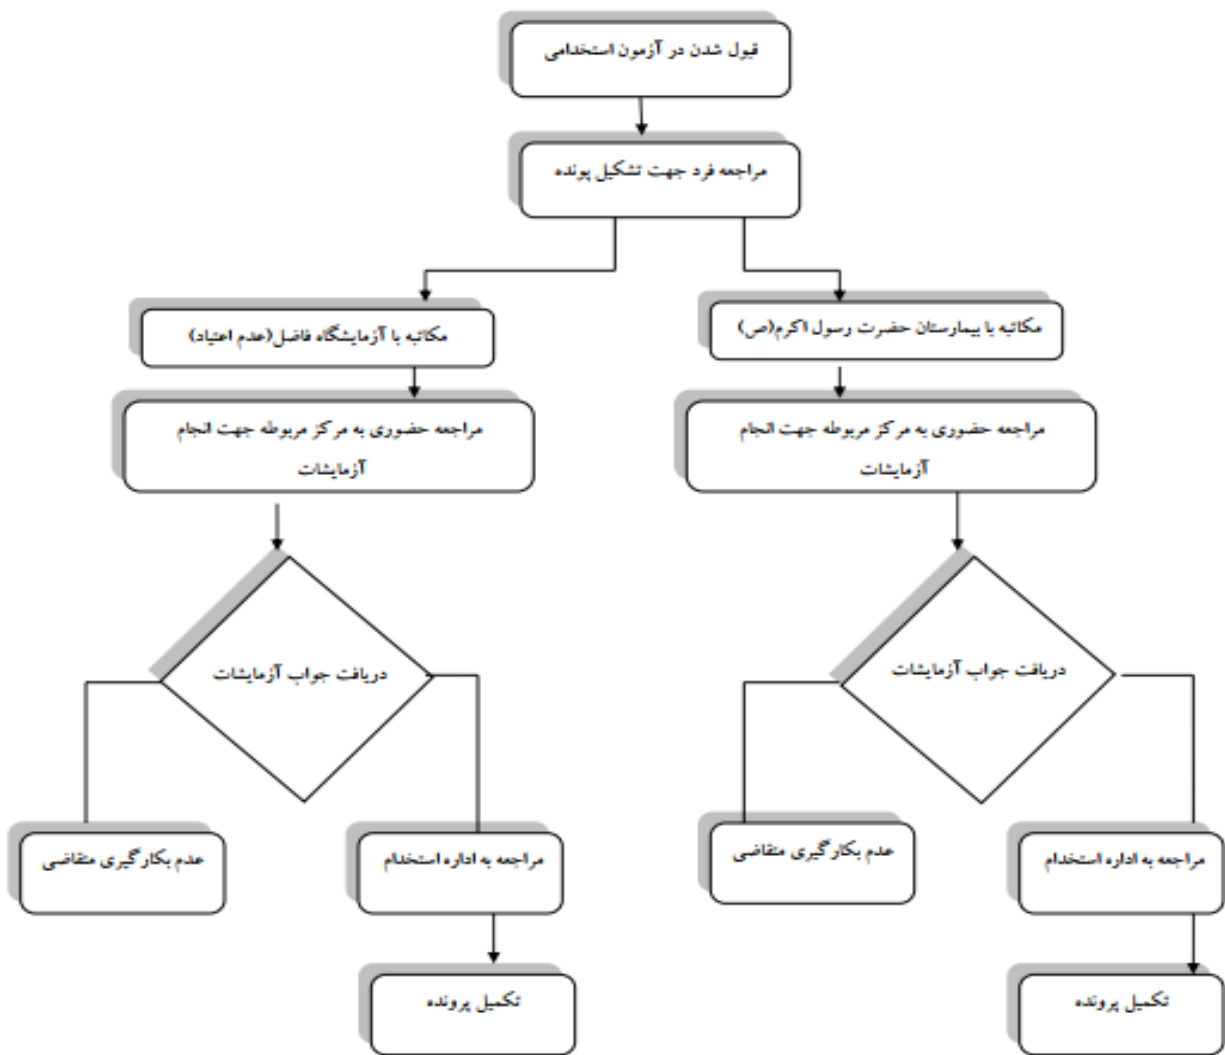 قبول شدن در آزمون استخدامی
مراجعه فرد جهت تشکیل پونده
مکاتبه با بیمارستان حضرت رسول اکرم(ص)
مکاتبه با آزمایشگاه فاضل(عدم اعتیاد)
مراجعه حضوری به مرکز مربوطه جهت انجام
آزمایشات
مراجعه حضوری به مرکز مربوطه جهت انجام
آزمایشات
دریافت جواب آزمایشات
دریافت جواب آزمایشات
مراجعه به اداره استخدام
عدم بکارگیری متقاضی
مراجعه به اداره استخدام
عدم بکارگیری متقاضی
تکمیل پرونده
تکمیل پرونده